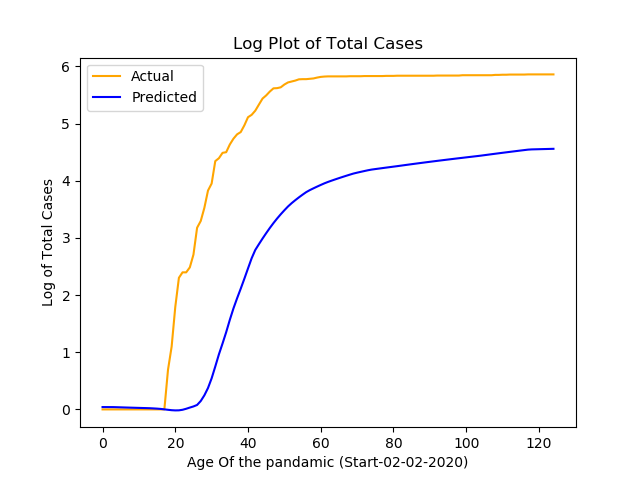 Log Plot of Total Cases
Actual
Predicted
6
5
4
3
2
1
0
Log of Total Cases
0 20 40 60 80 100 120
Age Of the pandamic (Start-02-02-2020)